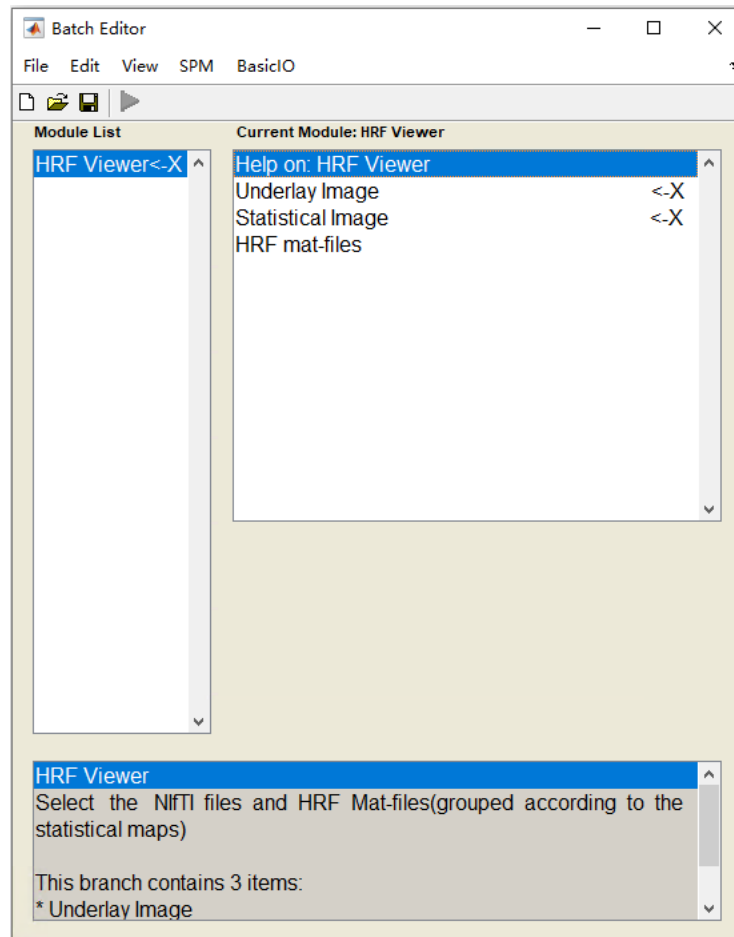 Batch Editor
File Edit View SPM BasicIO
Module List
Current Module: HRF Viewer
HRF Viewer<-X
Help on: HRF Viewer
Underlay Image <-X
Statistical Image <-X
HRF mat-files
HRF Viewer
Select the NIfTI files and HRF Mat-files(grouped according to the
statistical maps)
This branch contains 3 items:
* Underlay Image